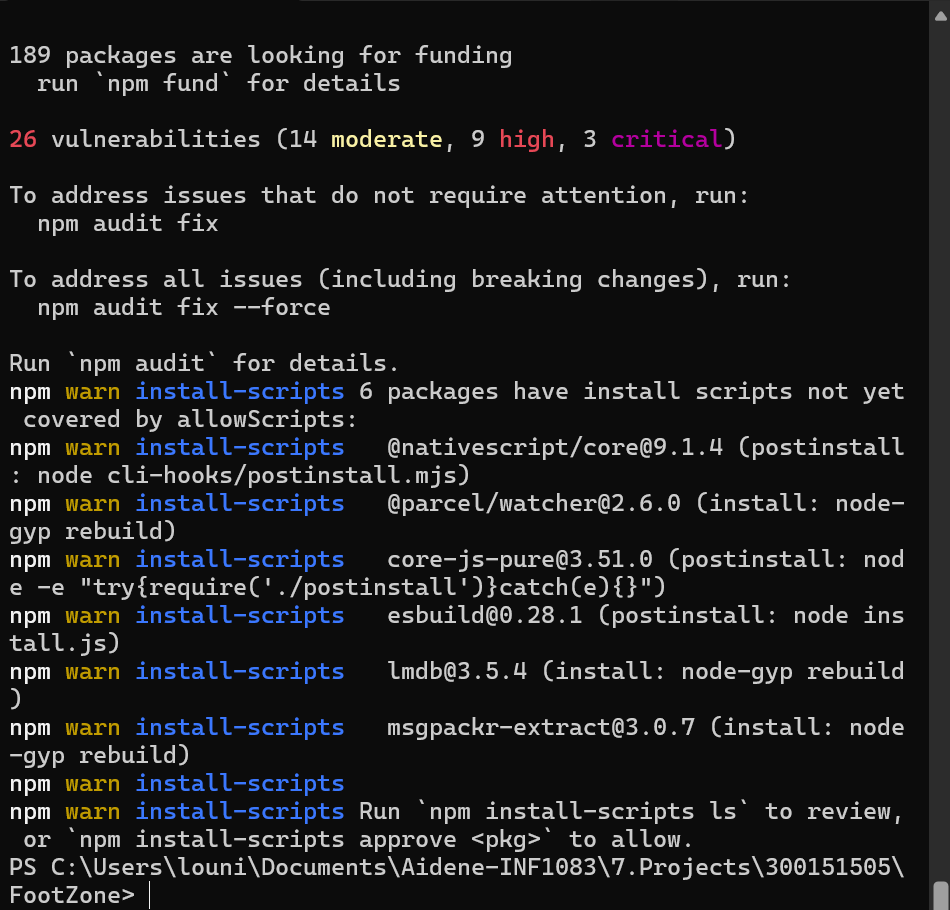 189 packages are looking for funding
  run `npm fund` for details

26 vulnerabilities (14 moderate, 9 high, 3 critical)

To address issues that do not require attention, run:
  npm audit fix

To address all issues (including breaking changes), run:
  npm audit fix --force

Run `npm audit` for details.
npm warn install-scripts 6 packages have install scripts not yet
 covered by allowScripts:
npm warn install-scripts   @nativescript/core@9.1.4 (postinstall
: node cli-hooks/postinstall.mjs)
npm warn install-scripts   @parcel/watcher@2.6.0 (install: node-
gyp rebuild)
npm warn install-scripts   core-js-pure@3.51.0 (postinstall: nod
e -e "try{require('./postinstall')}catch(e){}")
npm warn install-scripts   esbuild@0.28.1 (postinstall: node ins
tall.js)
npm warn install-scripts   lmdb@3.5.4 (install: node-gyp rebuild
)
npm warn install-scripts   msgpackr-extract@3.0.7 (install: node
-gyp rebuild)
npm warn install-scripts
npm warn install-scripts Run `npm install-scripts ls` to review,
 or `npm install-scripts approve <pkg>` to allow.
PS C:\Users\louni\Documents\Aidene-INF1083\7.Projects\300151505\
FootZone>